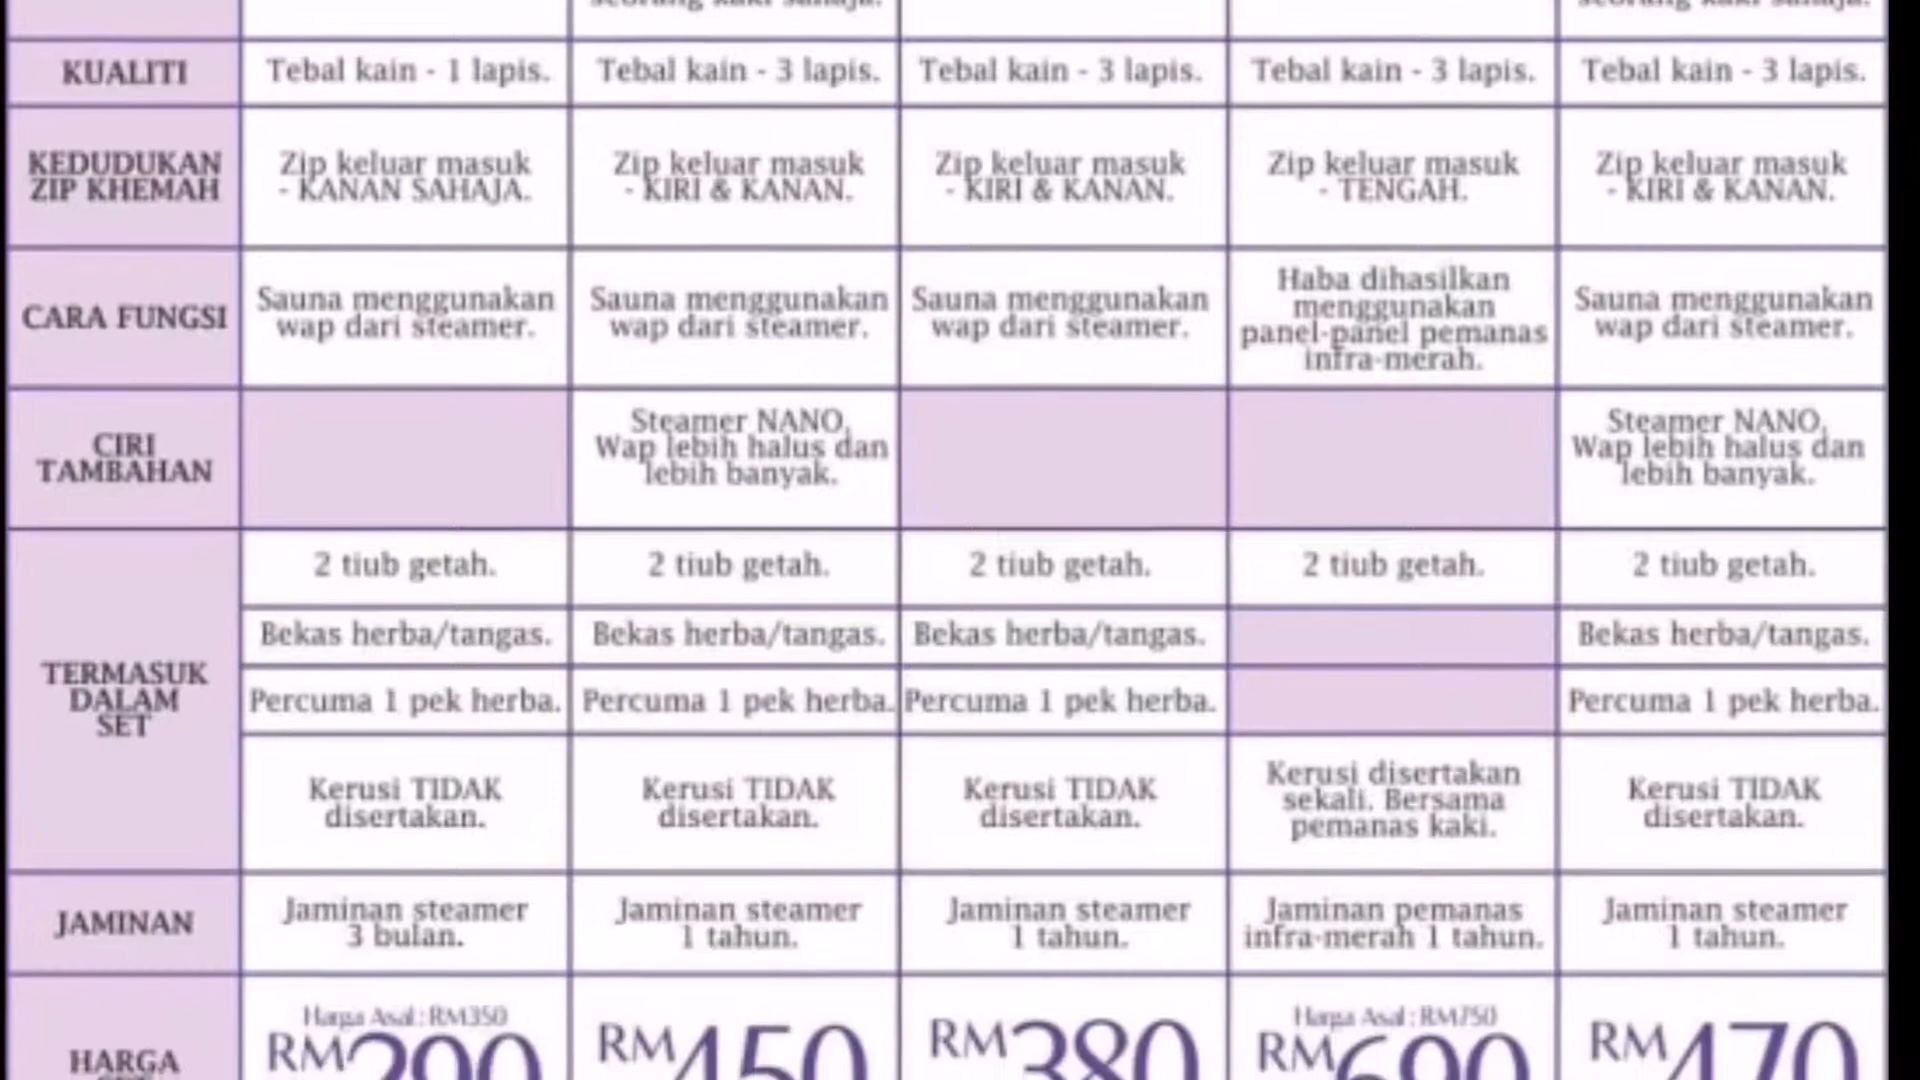 seorang kaki sahaja. seorang kaki sahaja.
KUALITI Tebal kain - 1 lapis. Tebal kain - 3 lapis. Tebal kain - 3 lapis. Tebal kain - 3 lapis. Tebal kain - 3 lapis.
KEDUDUKAN Zip keluar masuk Zip keluar masuk Zip keluar masuk Zip keluar masuk Zip keluar masuk
ZIP KHEMAH - KANAN SAHAJA. - KIRI & KANAN. - KIRI & KANAN. - TENGAH. - KIRI & KANAN.
CARA FUNGSI
Sauna menggunakan
wap dari steamer.
Sauna menggunakan
wap dari steamer.
Sauna menggunakan
wap dari steamer.
Haba dihasilkan
menggunakan
panel-panel pemanas
infra-merah.
Sauna menggunakan
wap dari steamer.
CIRI
TAMBAHAN
Steamer NANO,
Wap lebih halus dan
lebih banyak.
Steamer NANO,
Wap lebih halus dan
lebih banyak.
TERMASUK
DALAM
SET
2 tiub getah. 2 tiub getah. 2 tiub getah. 2 tiub getah. 2 tiub getah.
Bekas herba/tangas. Bekas herba/tangas. Bekas herba/tangas. Bekas herba/tangas.
Percuma 1 pek herba. Percuma 1 pek herba. Percuma 1 pek herba. Percuma 1 pek herba.
Kerusi TIDAK
disertakan.
Kerusi TIDAK
disertakan.
Kerusi TIDAK
disertakan.
Kerusi disertakan
sekali. Bersama
pemanas kaki.
Kerusi TIDAK
disertakan.
JAMINAN
Jaminan steamer
3 bulan.
Jaminan steamer
1 tahun.
Jaminan steamer
1 tahun.
Jaminan pemanas
infra-merah 1 tahun.
Jaminan steamer
1 tahun.
HARGA
Harga Asal : RM350
RM290
RM450
RM380
Harga Asal : RM750
RM690
RM470